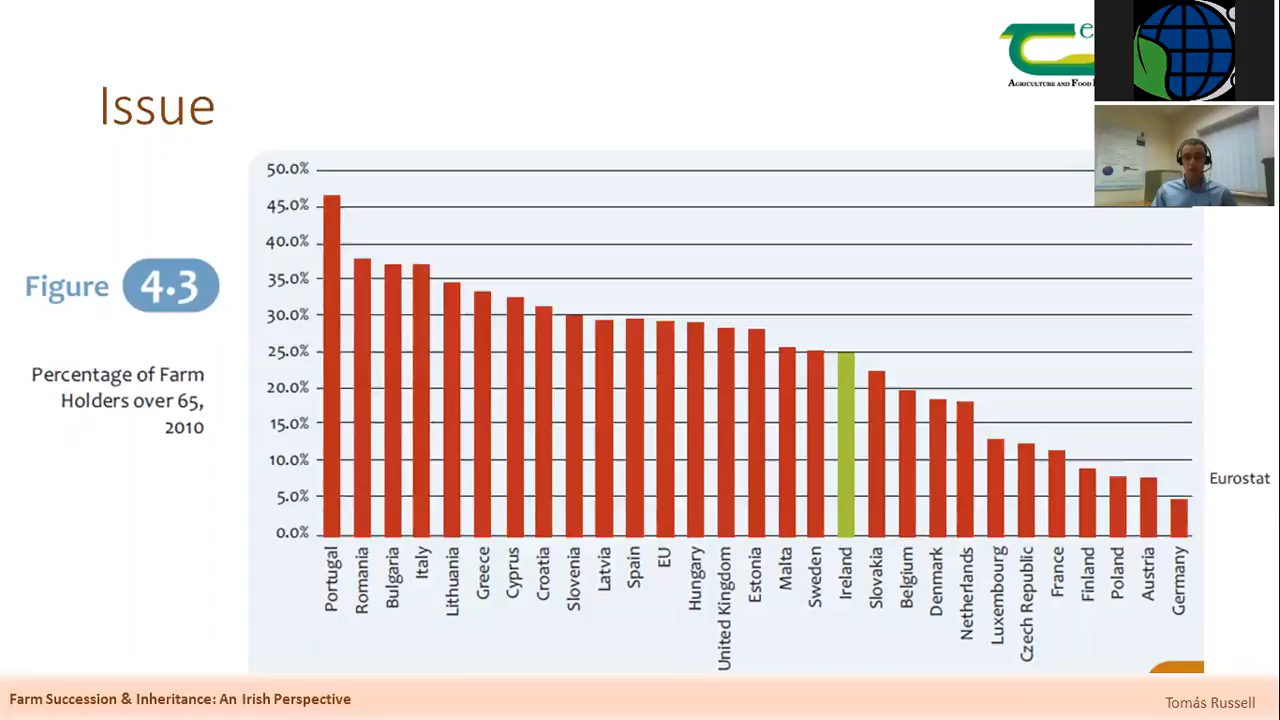 Issue
e
AGRICULTURE AND FOOD
Figure 4.3
Percentage of Farm
Holders over 65,
2010
50.0%
45.0%
40.0%
35.0%
30.0%
25.0%
20.0%
15.0%
10.0%
5.0%
0.0%
Portugal
Romania
Bulgaria
Italy
Lithuania
Greece
Cyprus
Croatia
Slovenia
Latvia
Spain
EU
Hungary
United Kingdom
Estonia
Malta
Sweden
Ireland
Slovakia
Belgium
Denmark
Netherlands
Luxembourg
Czech Republic
France
Finland
Poland
Austria
Germany
Eurostat
Farm Succession & Inheritance: An Irish Perspective
Tomás Russell